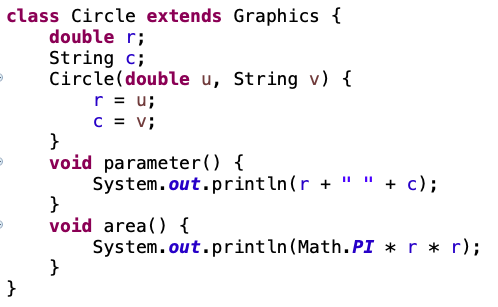 class Circle extends Graphics {
    double r;
    String c;
    Circle(double u, String v) {
        r = u;
        c = v;
    }
    void parameter() {
        System.out.println(r + " " + c);
    }
    void area() {
        System.out.println(Math.PI * r * r);
    }
}